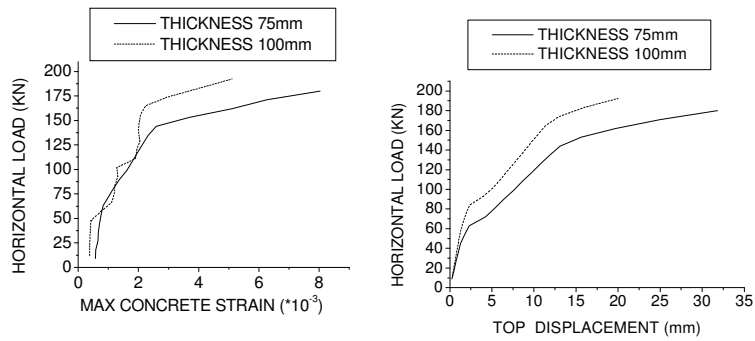 THICKNESS 75mm
THICKNESS 100mm
HORIZONTAL LOAD (KN)
200
175
150
125
100
75
50
25
0
0 2 4 6 8
MAX CONCRETE STRAIN (*10-3)
THICKNESS 75mm
THICKNESS 100mm
HORIZONTAL LOAD (KN)
200
180
160
140
120
100
80
60
40
20
0
0 5 10 15 20 25 30 35
TOP DISPLACEMENT (mm)